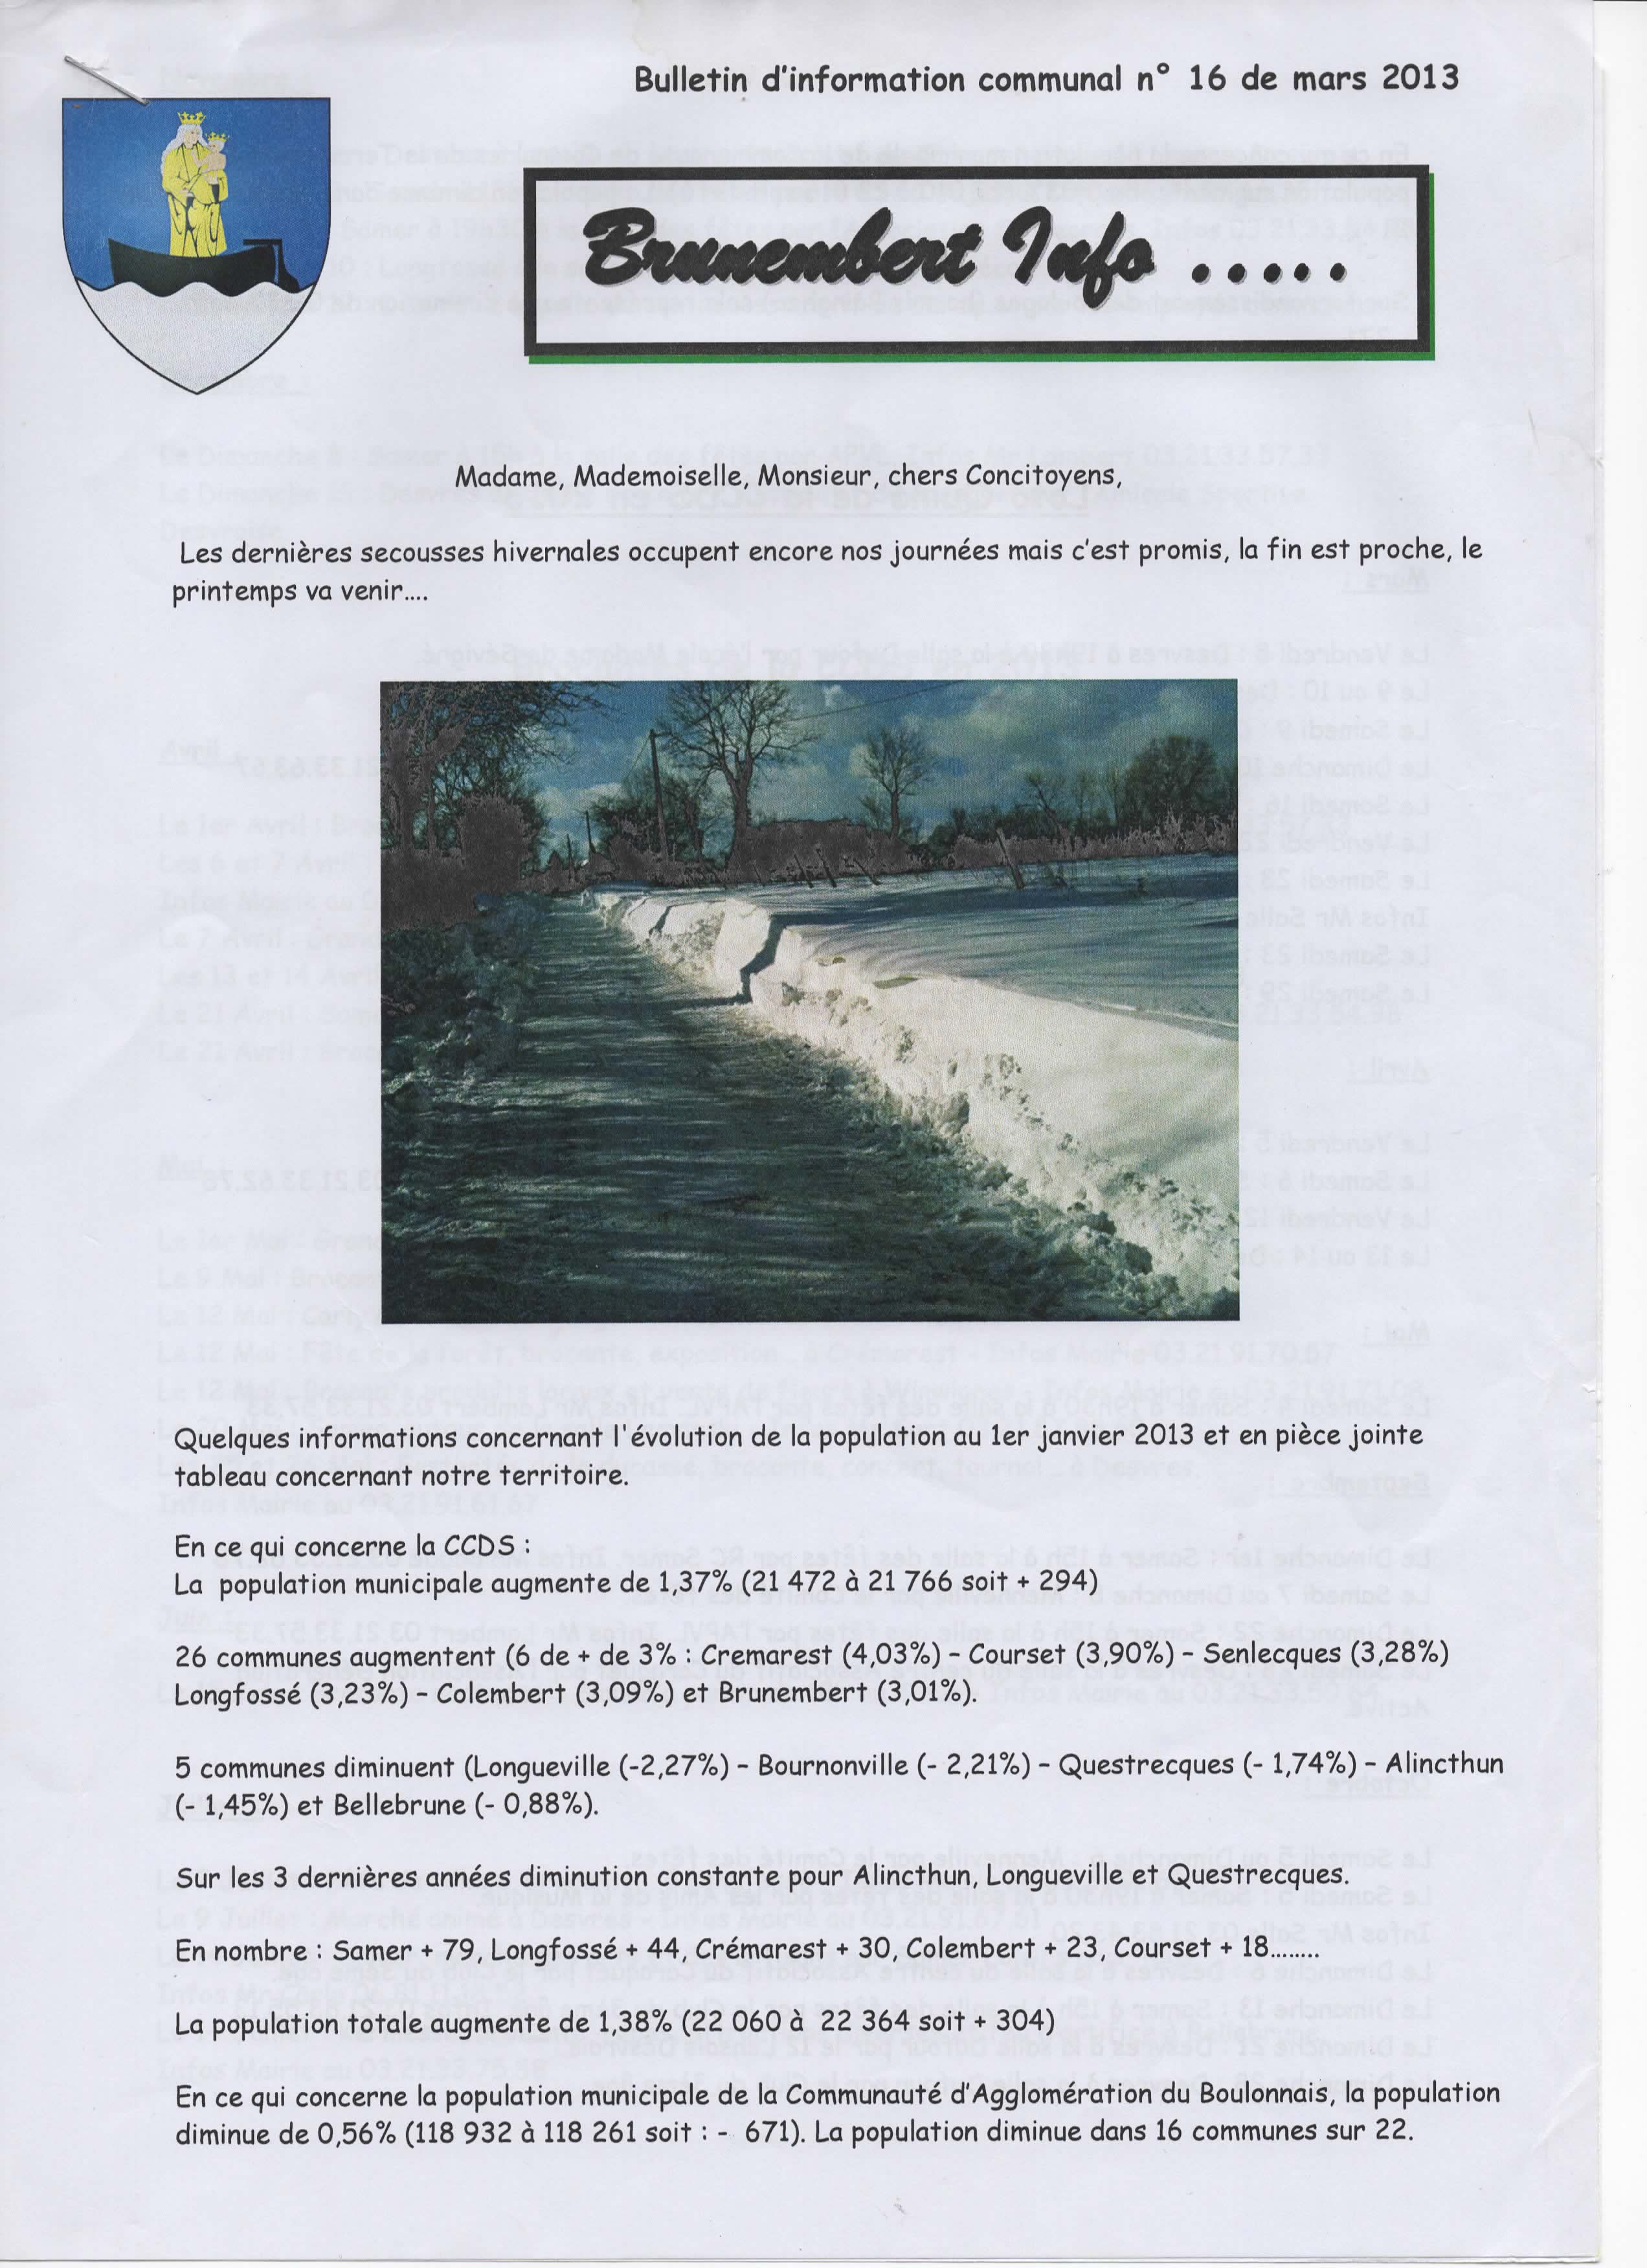 Bulletin d'information communal n° 16 de mars 2013
Brunembert Info .....
Madame, Mademoiselle, Monsieur, chers Concitoyens,
Les dernières secousses hivernales occupent encore nos journées mais c'est promis, la fin est proche, le
printemps va venir....
Quelques informations concernant l'évolution de la population au 1er janvier 2013 et en pièce jointe
tableau concernant notre territoire.
En ce qui concerne la CCDS :
La population municipale augmente de 1,37% (21 472 à 21 766 soit + 294)
26 communes augmentent (6 de + de 3% : Cremarest (4,03%) – Courset (3,90%) – Senlecques (3,28%)
Longfossé (3,23%) – Colembert (3,09%) et Brunembert (3,01%).
5 communes diminuent (Longueville (-2,27%) – Bournonville (- 2,21%) – Questrecques (- 1,74%) – Alincthun
(- 1,45%) et Bellebrune (- 0,88%).
Sur les 3 dernières années diminution constante pour Alincthun, Longueville et Questrecques.
En nombre : Samer + 79, Longfossé + 44, Crémarest + 30, Colembert + 23, Courset + 18........
La population totale augmente de 1,38% (22 060 à 22 364 soit + 304)
En ce qui concerne la population municipale de la Communauté d'Agglomération du Boulonnais, la population
diminue de 0,56% (118 932 à 118 261 soit : - 671). La population diminue dans 16 communes sur 22.